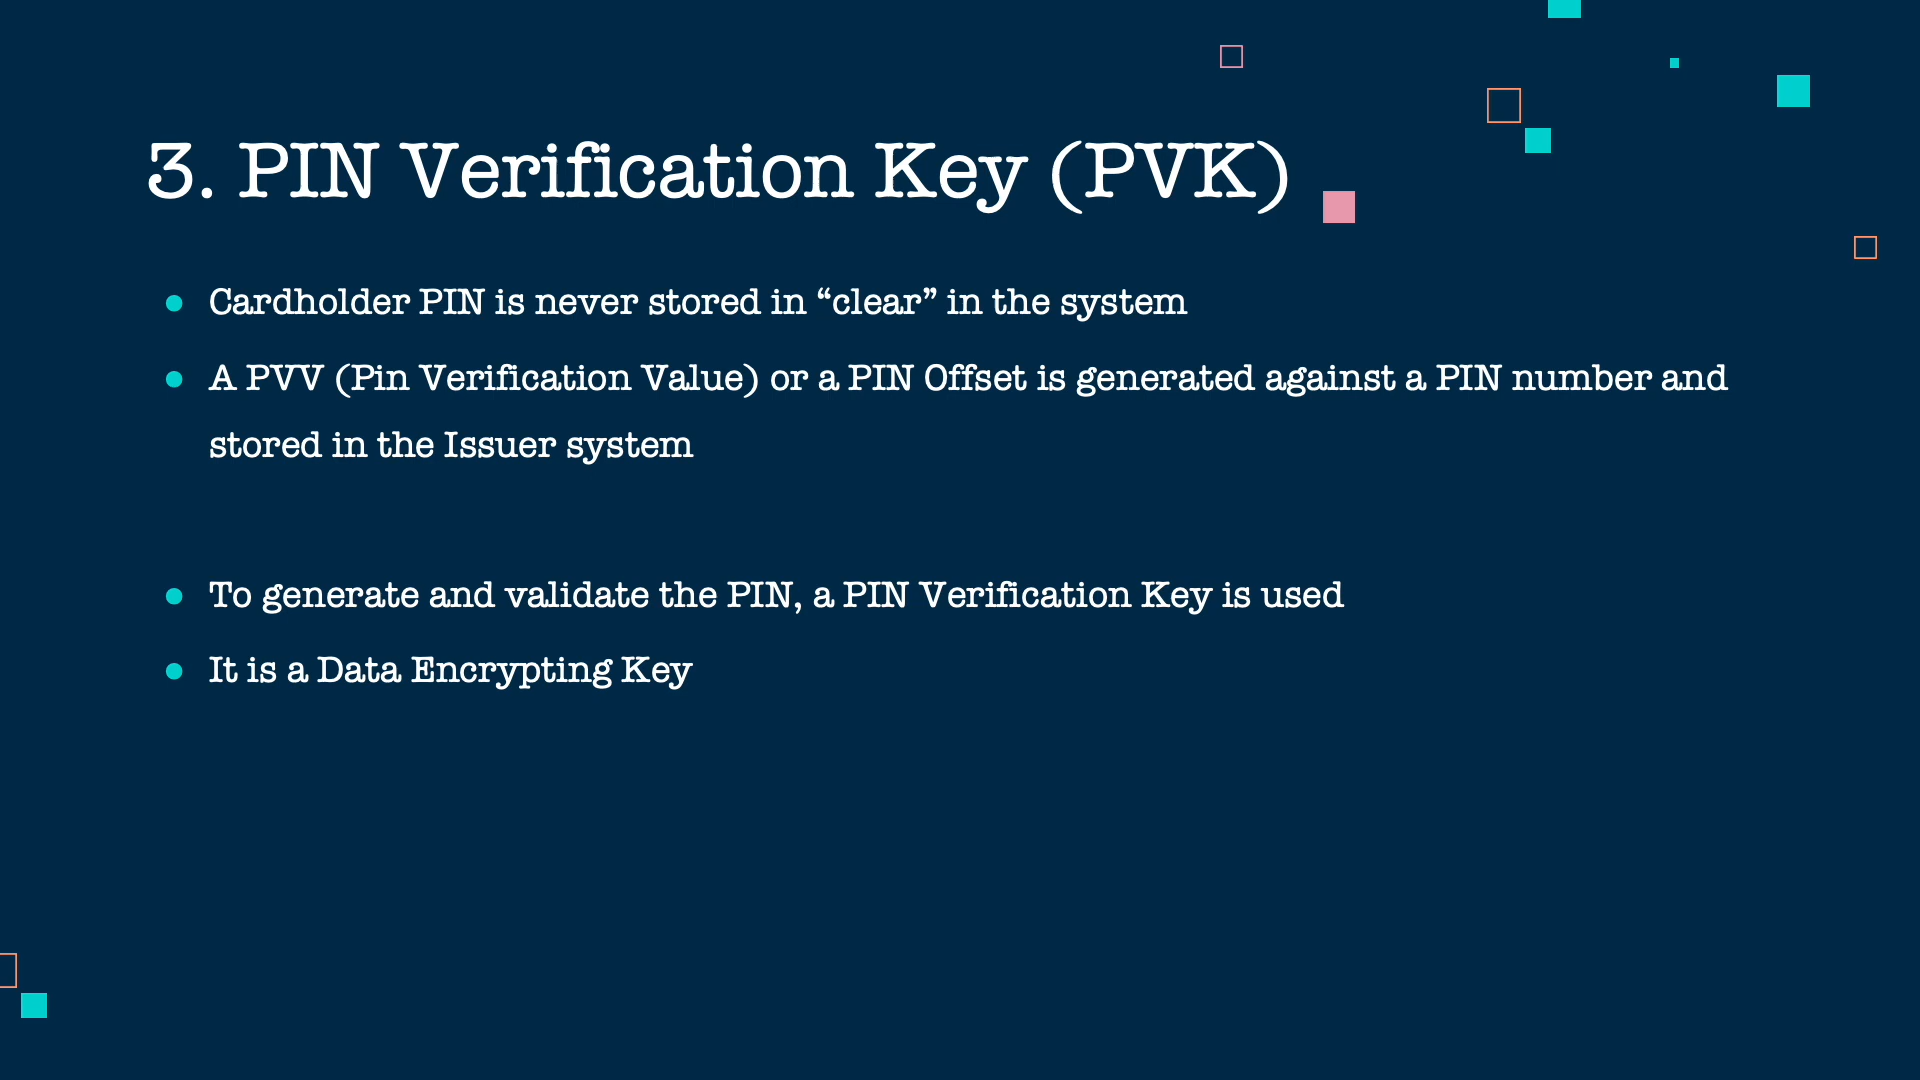 3. PIN Verification Key (PVK)
● Cardholder PIN is never stored in “clear” in the system
● A PVV (Pin Verification Value) or a PIN Offset is generated against a PIN number and
stored in the Issuer system
● To generate and validate the PIN, a PIN Verification Key is used
● It is a Data Encrypting Key